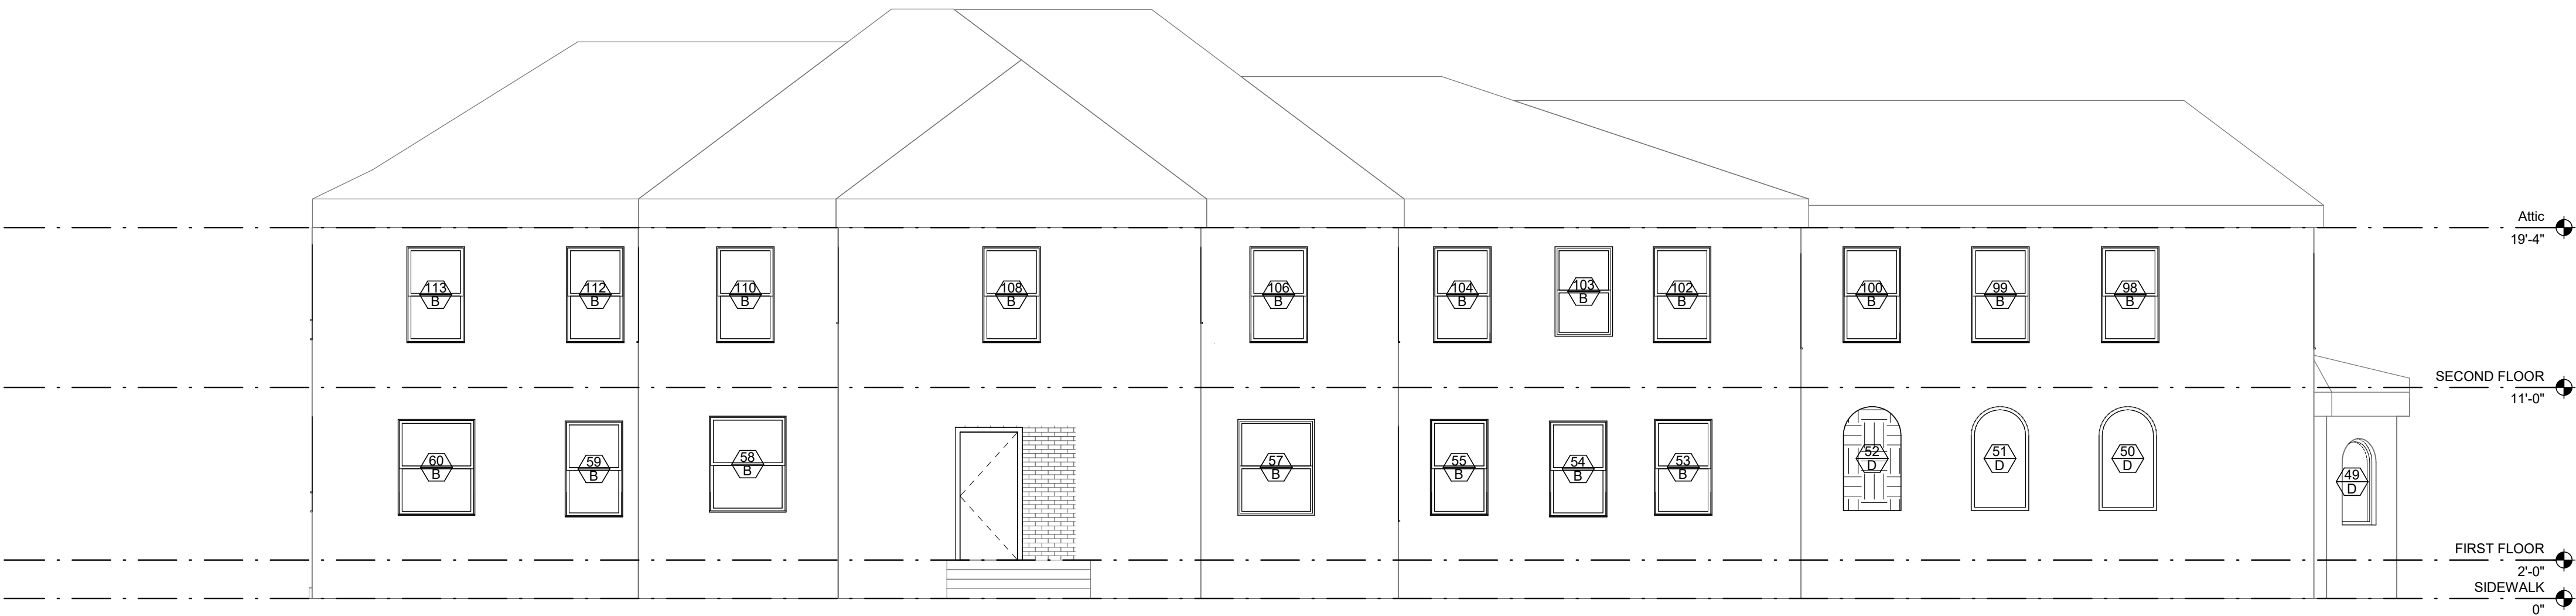 Attic
19'-4"
113
B
112
B
110
B
108
B
106
B
104
B
103
B
102
B
100
B
99
B
98
B
SECOND FLOOR
11'-0"
60
B
59
B
58
B
57
B
55
B
54
B
53
B
52
D
51
D
50
D
49
D
FIRST FLOOR
2'-0"
SIDEWALK
0"